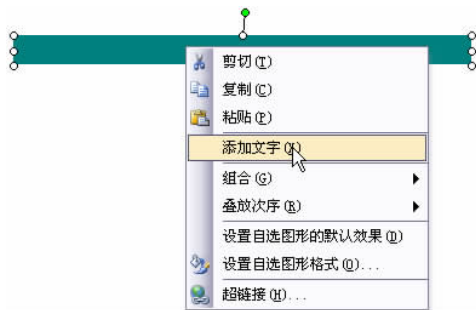 剪切(T)
复制(C)
粘贴(P)
添加文字(X)
组合(G)
叠放次序(R)
设置自选图形的默认效果(D)
设置自选图形格式(O)...
超链接(H)...